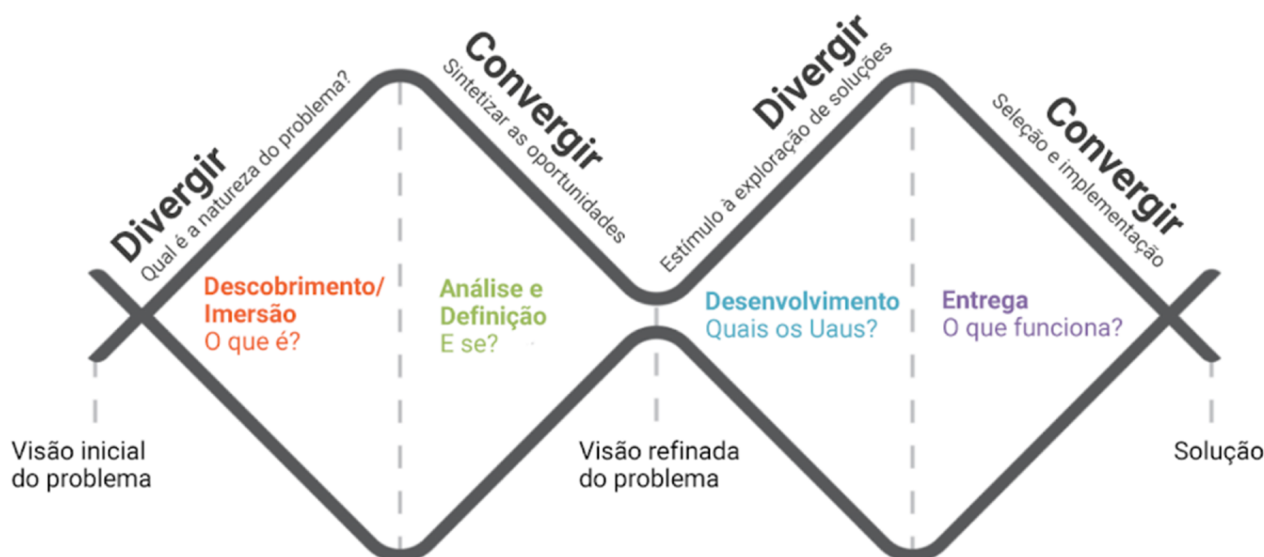 Divergir
Qual é a natureza do problema?
Convergir
Sintetizar as oportunidades
Divergir
Estímulo à exploração de soluções
Convergir
Seleção e implementação
Descobrimento/
Imersão
O que é?
Análise e
Definição
E se?
Desenvolvimento
Quais os Uaus?
Entrega
O que funciona?
Visão inicial
do problema
Visão refinada
do problema
Solução